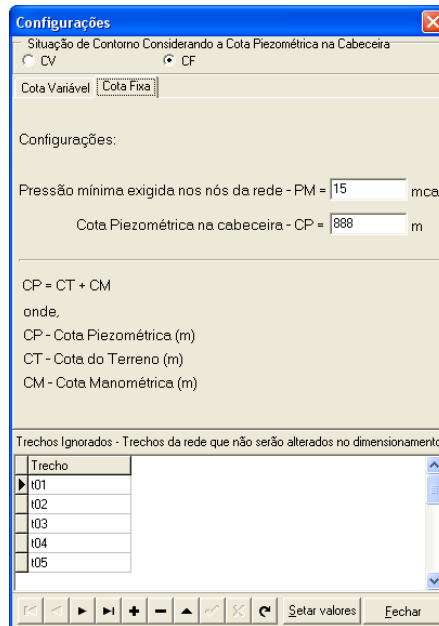 Configurações
Situação de Contorno Considerando a Cota Piezométrica na Cabeceira
CV CF
Cota Variável Cota Fixa
Configurações:
Pressão mínima exigida nos nós da rede - PM = 15 mca
Cota Piezométrica na cabeceira - CP = 888 m
CP = CT + CM
onde,
CP - Cota Piezométrica (m)
CT - Cota do Terreno (m)
CM - Cota Manométrica (m)
Trechos Ignorados - Trechos da rede que não serão alterados no dimensionamento
Trecho
t01
t02
t03
t04
t05
Setar valores Fechar